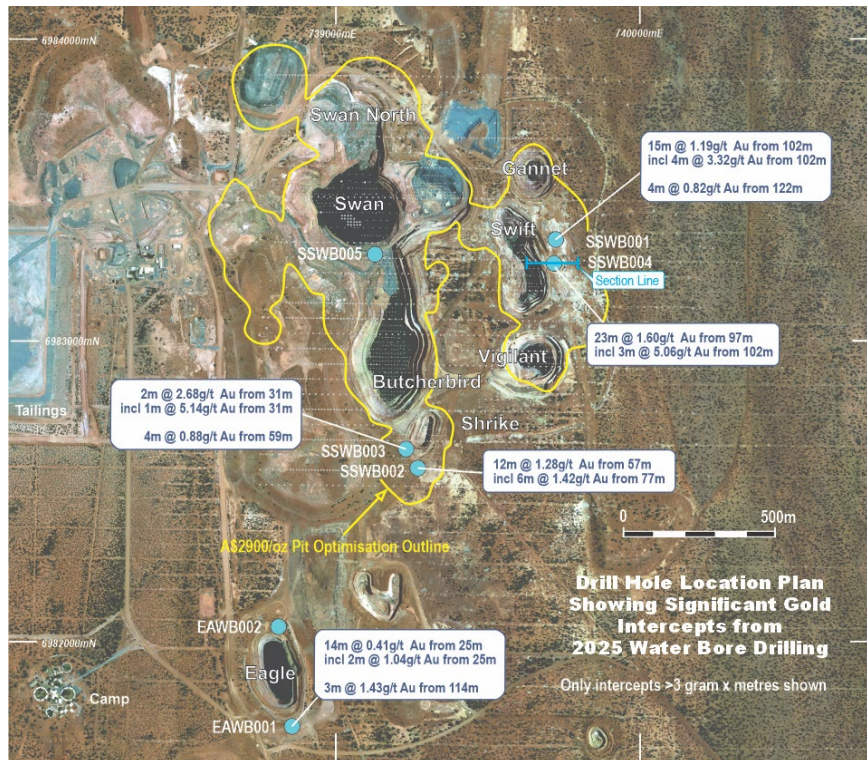 6984000mN
739000mE
740000mE
Swan North
15m @ 1.19g/t Au from 102m
incl 4m @ 3.32g/t Au from 102m
4m @ 0.82g/t Au from 122m
Gannet
Swan
Swift
SSWB001
SSWB005
SSWB004
Section Line
6983000mN
23m @ 1.60g/t Au from 97m
incl 3m @ 5.06g/t Au from 102m
Vigilant
Butcherbird
Tailings
2m @ 2.68g/t Au from 31m
incl 1m @ 5.14g/t Au from 31m
4m @ 0.88g/t Au from 59m
Shrike
SSWB003
SSWB002
12m @ 1.28g/t Au from 57m
incl 6m @ 1.42g/t Au from 77m
0
500m
A$2900/oz Pit Optimisation Outline
Drill Hole Location Plan
Showing Significant Gold
Intercepts from
2025 Water Bore Drilling
Only intercepts >3 gram x metres shown
6982000mN
EAWB002
14m @ 0.41g/t Au from 25m
incl 2m @ 1.04g/t Au from 25m
3m @ 1.43g/t Au from 114m
Eagle
Camp
EAWB001